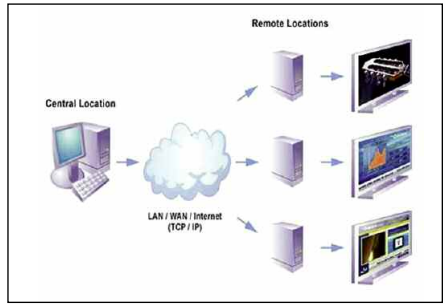 Remote Locations
Central Location
LAN / WAN / Internet
(TCP / IP)